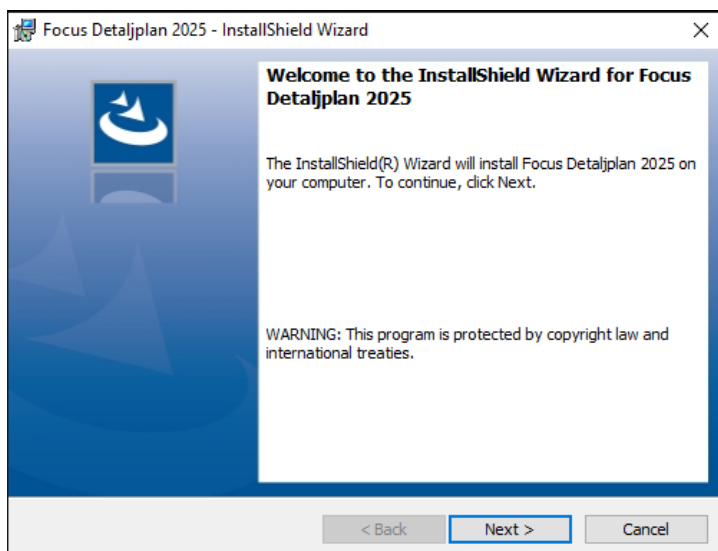 Focus Detaljplan 2025 - InstallShield Wizard
Welcome to the InstallShield Wizard for Focus
Detaljplan 2025
The InstallShield(R) Wizard will install Focus Detaljplan 2025 on
your computer. To continue, click Next.
WARNING: This program is protected by copyright law and
international treaties.
< Back
Next >
Cancel